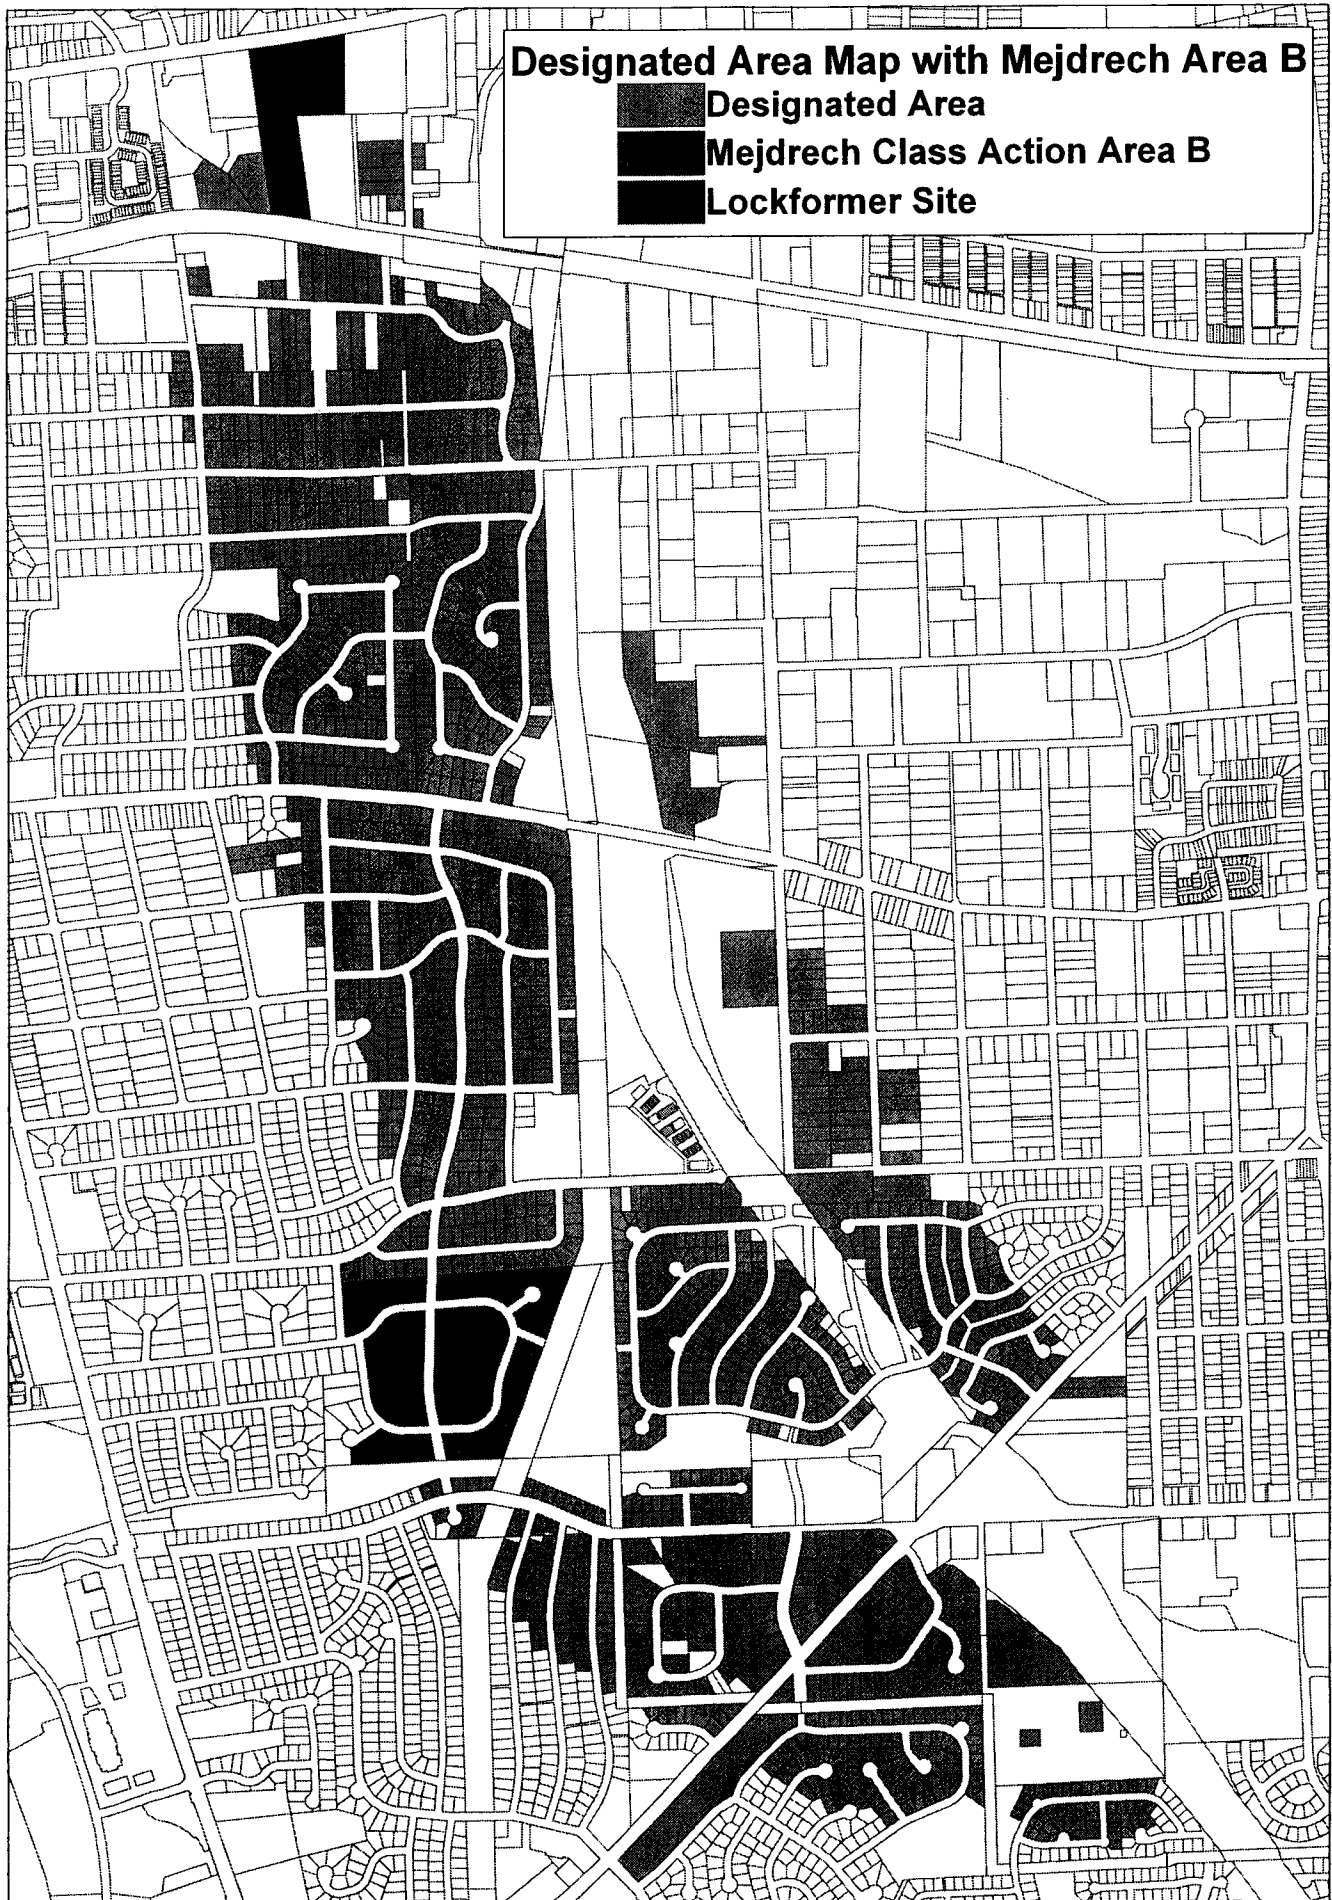 Designated Area Map with Mejdrech Area B
Designated Area
Mejdrech Class Action Area B
Lockformer Site